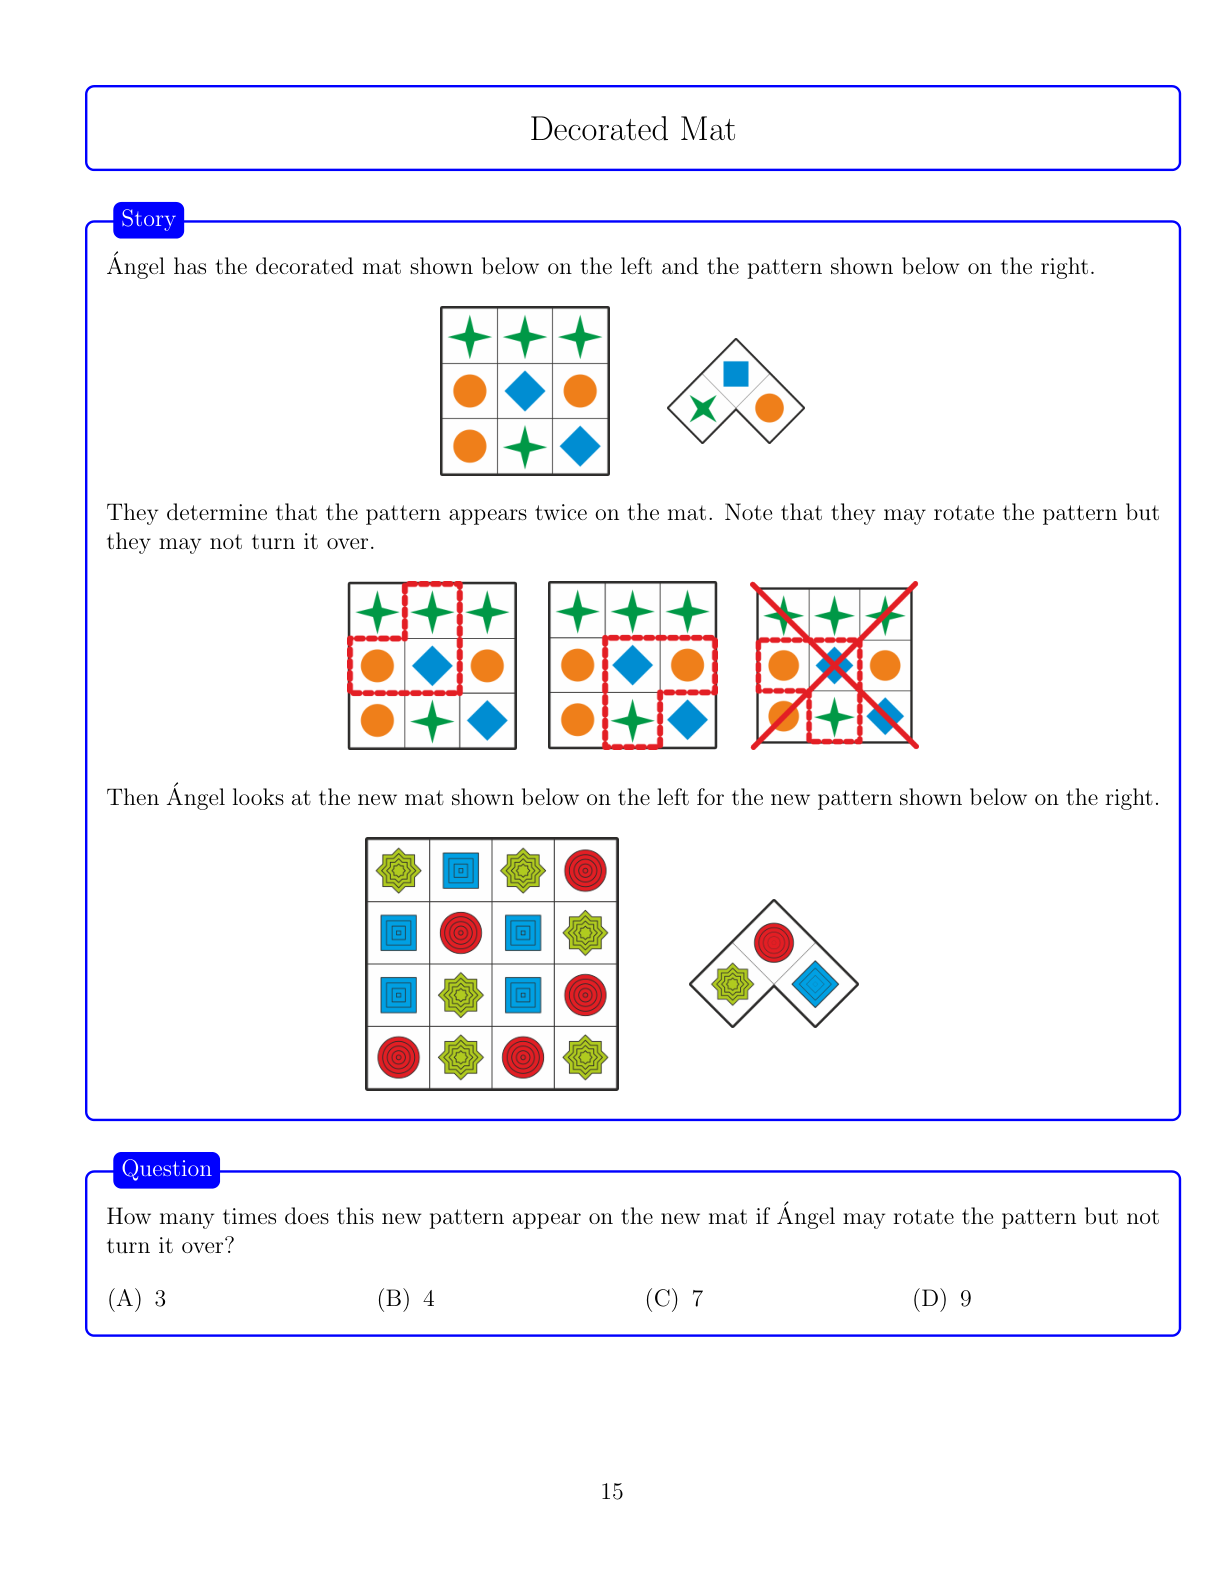 Decorated Mat
Story
Ángel has the decorated mat shown below on the left and the pattern shown below on the right.
They determine that the pattern appears twice on the mat. Note that they may rotate the pattern but
they may not turn it over.
Then Ángel looks at the new mat shown below on the left for the new pattern shown below on the right.
Question
How many times does this new pattern appear on the new mat if Ángel may rotate the pattern but not
turn it over?
(A) 3 (B) 4 (C) 7 (D) 9
15